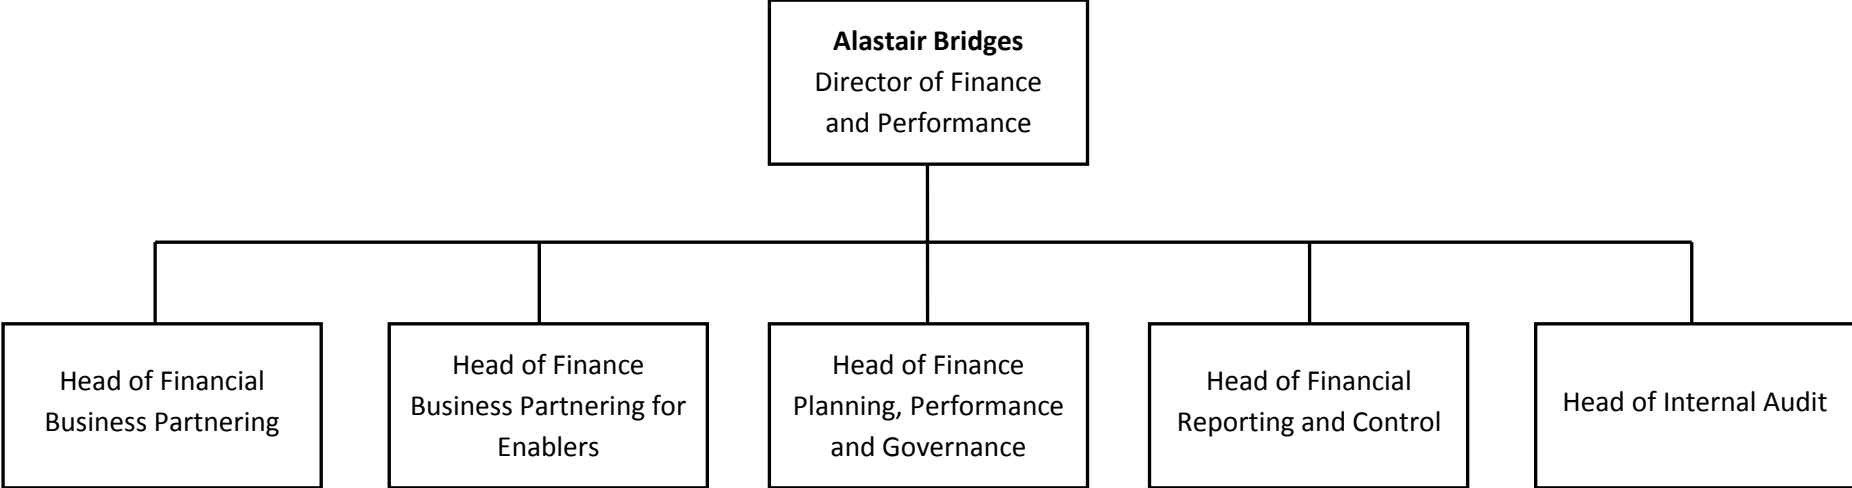 Alastair Bridges
Director of Finance
and Performance
Head of Financial
Business Partnering
Head of Finance
Business Partnering for
Enablers
Head of Finance
Planning, Performance
and Governance
Head of Financial
Reporting and Control
Head of Internal Audit